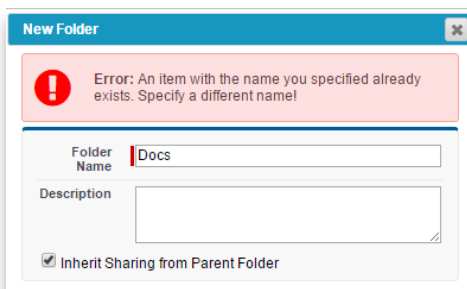 New Folder
Error: An item with the name you specified already
exists. Specify a different name!
Folder
Name
Docs
Description
Inherit Sharing from Parent Folder